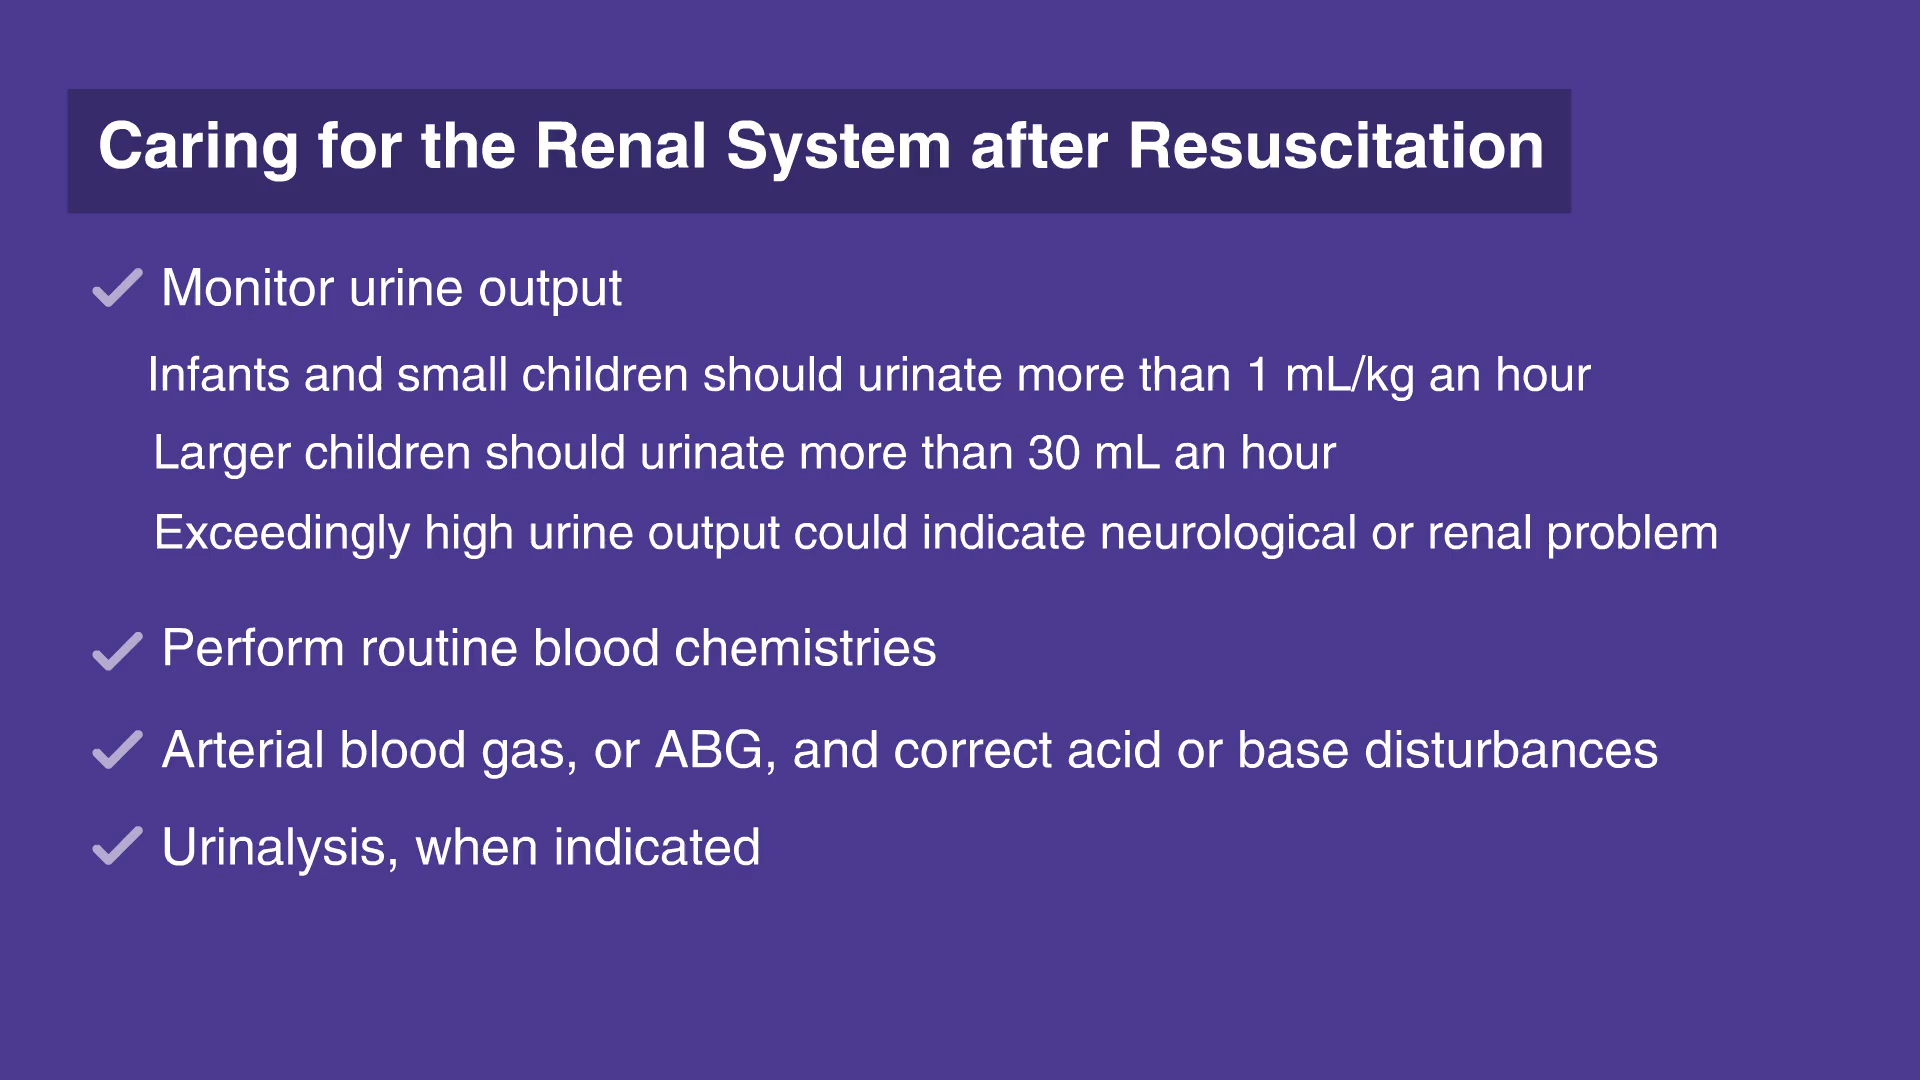 Caring for the Renal System after Resuscitation
Monitor urine output
Infants and small children should urinate more than 1 mL/kg an hour
Larger children should urinate more than 30 mL an hour
Exceedingly high urine output could indicate neurological or renal problem
Perform routine blood chemistries
Arterial blood gas, or ABG, and correct acid or base disturbances
Urinalysis, when indicated